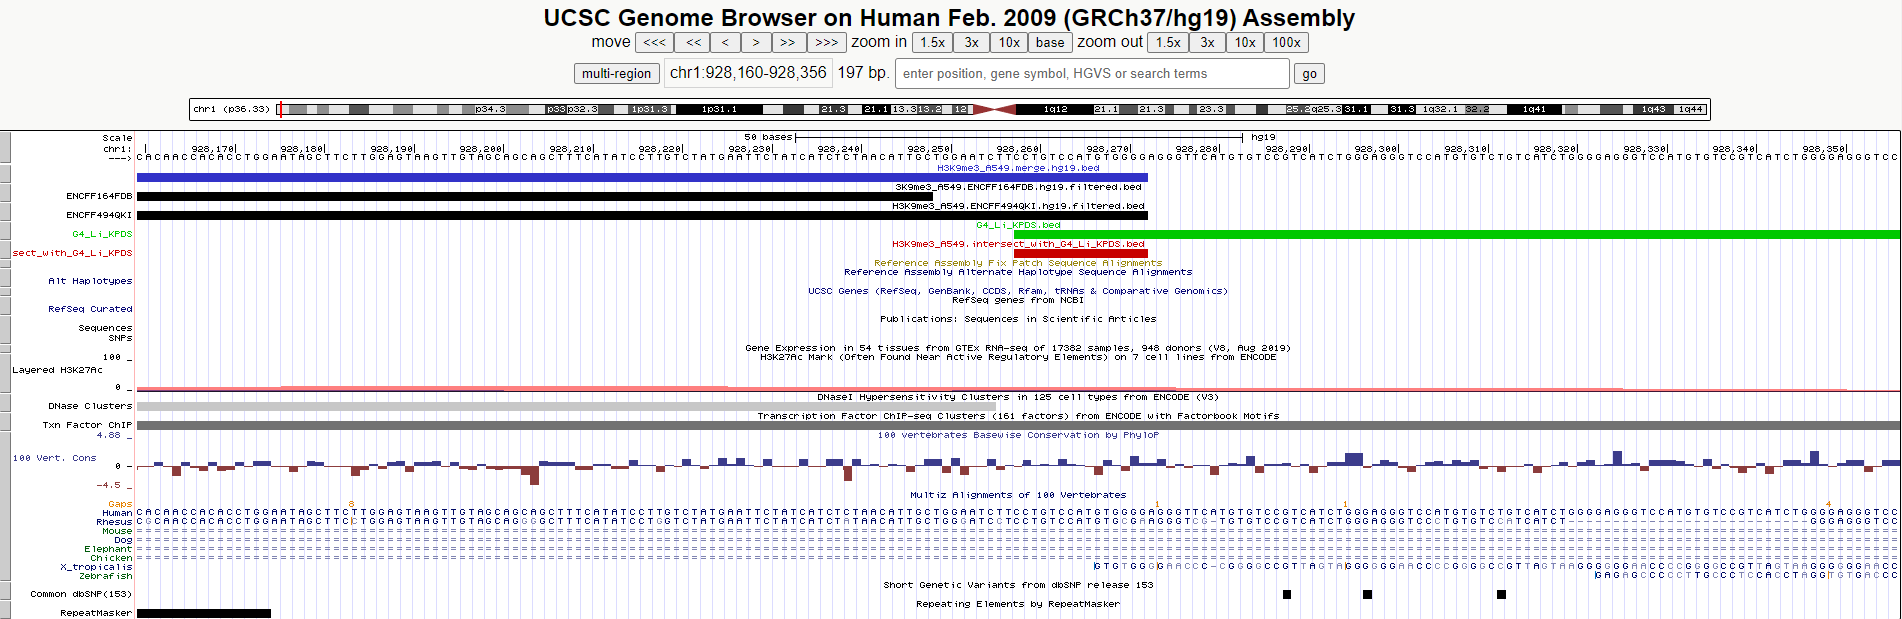 UCSC Genome Browser on Human Feb. 2009 (GRCh37/hg19) Assembly
move <<< << < > >> >>> zoom in 1.5x 3x 10x base zoom out 1.5x 3x 10x 100x
multi-region chr1:928,160-928,356 197 bp. enter position, gene symbol, HGVS or search terms go
chr1 (p36.33) p34.3 p33 p32.3 1p31.3 1p31.1 21.3 21.1 13.3 13.2 12 1q12 21.1 21.3 23.3 25.2 q25.3 31.1 31.3 1q32.1 32.2 1q41 1q43 1q44
Scale 50 bases hg19
chr1: 928,170 928,180 928,190 928,200 928,210 928,220 928,230 928,240 928,250 928,260 928,270 928,280 928,290 928,300 928,310 928,320 928,330 928,340 928,350
--->
H3K9me3_A549.merge.hg19.bed
3K9me3_A549.ENCFF164FDB.hg19.filtered.bed
ENCFF164FDB
H3K9me3_A549.ENCFF494QKI.hg19.filtered.bed
ENCFF494QKI
G4_Li_KPDS.bed
G4_Li_KPDS
H3K9me3_A549.intersect_with_G4_Li_KPDS.bed
sect_with_G4_Li_KPDS
Reference Assembly Fix Patch Sequence Alignments
Reference Assembly Alternate Haplotype Sequence Alignments
Alt Haplotypes
UCSC Genes (RefSeq, GenBank, CCDS, Rfam, tRNAs & Comparative Genomics)
RefSeq genes from NCBI
RefSeq Curated
Publications: Sequences in Scientific Articles
Sequences
SNPs
Gene Expression in 54 tissues from GTEx RNA-seq of 17382 samples, 948 donors (V8, Aug 2019)
H3K27Ac Mark (Often Found Near Active Regulatory Elements) on 7 cell lines from ENCODE
100 _
Layered H3K27Ac
0 _
DNaseI Hypersensitivity Clusters in 125 cell types from ENCODE (V3)
DNase Clusters
Transcription Factor ChIP-seq Clusters (161 factors) from ENCODE with Factorbook Motifs
Txn Factor ChIP
4.88 _
100 vertebrates Basewise Conservation by PhyloP
100 Vert. Cons
0 -
-4.5 _
Multiz Alignments of 100 Vertebrates
Gaps 8 1 1 4
Human
Rhesus
Mouse
Dog
Elephant
Chicken
X_tropicalis
Zebrafish
Short Genetic Variants from dbSNP release 153
Common dbSNP(153)
Repeating Elements by RepeatMasker
RepeatMasker